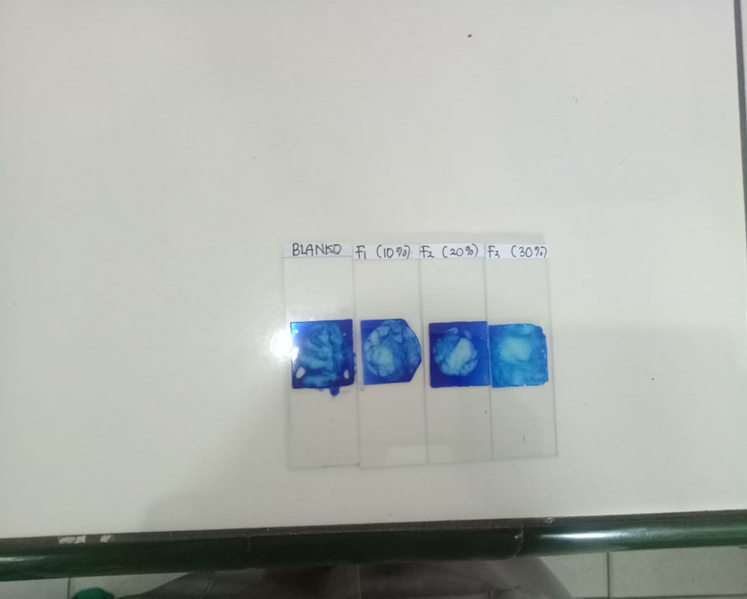 BLANKO
F1 (10%)
F2 (20%)
F3 (30%)